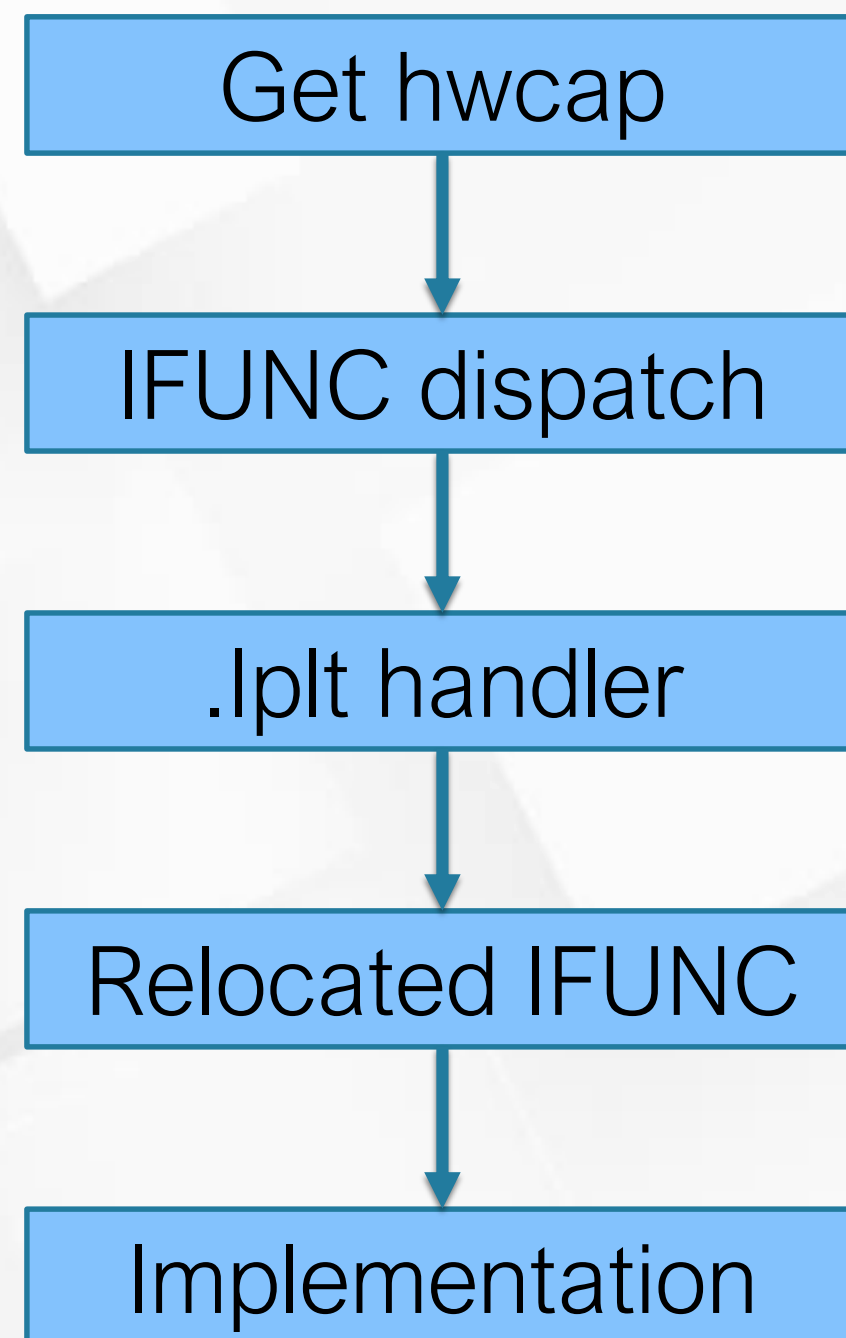 Get hwcap
IFUNC dispatch
.Iplt handler
Relocated IFUNC
Implementation